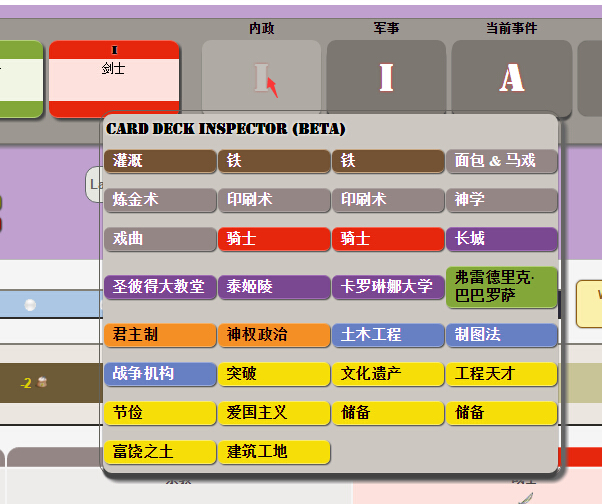 内政 军事 当前事件
I
剑士
I I A
CARD DECK INSPECTOR (BETA)
灌溉 铁 铁 面包 & 马戏
La
炼金术 印刷术 印刷术 神学
戏曲 骑士 骑士 长城
圣彼得大教堂 泰姬陵 卡罗琳娜大学 弗雷德里克·
巴巴罗萨
君主制 神权政治 土木工程 制图法
战争机构 突破 文化遗产 工程天才
-2
节俭 爱国主义 储备 储备
富饶之土 建筑工地